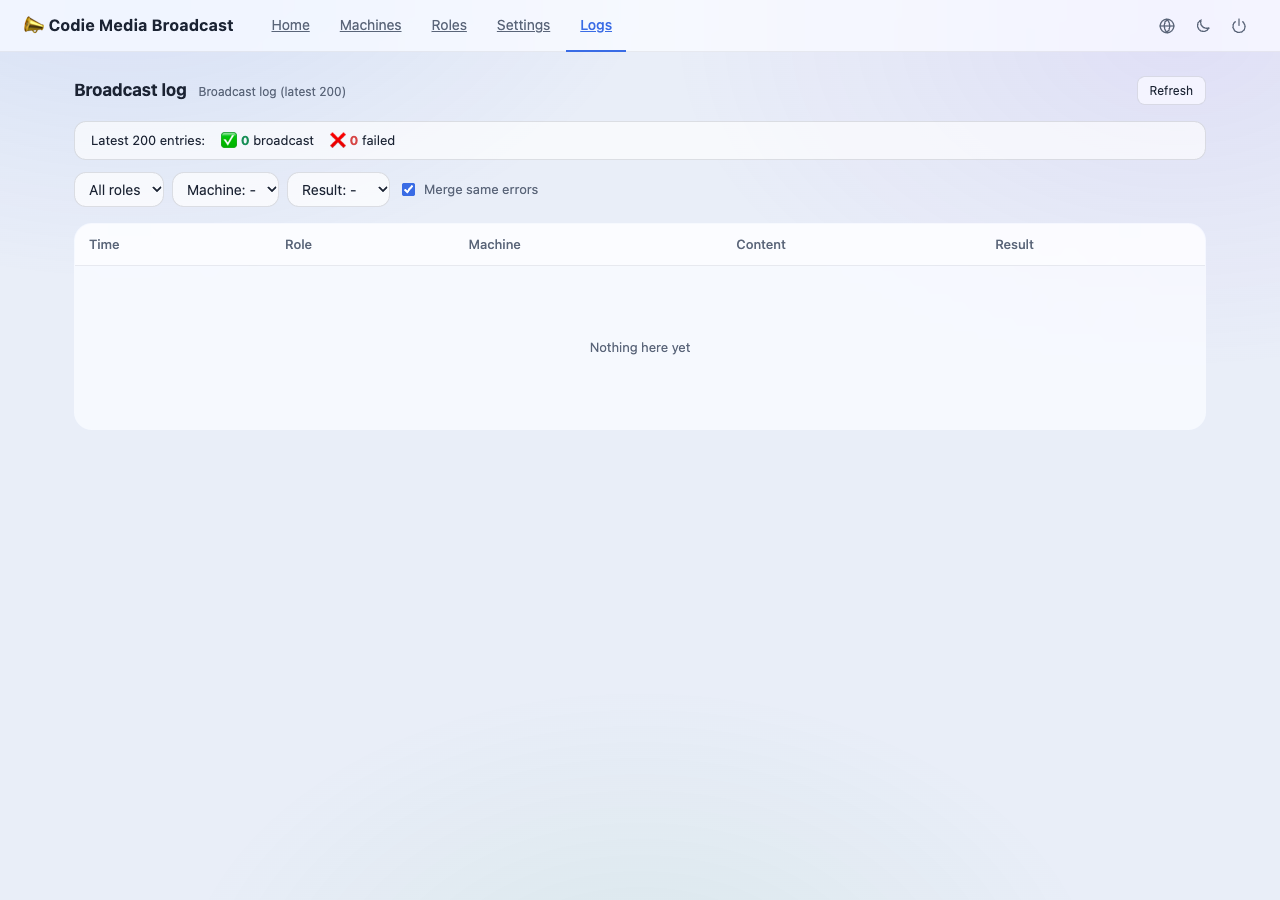 Codie Media Broadcast Home Machines Roles Settings Logs
Broadcast log Broadcast log (latest 200) Refresh
Latest 200 entries: ✅ 0 broadcast ❌ 0 failed
All roles Machine: - Result: - Merge same errors
Time Role Machine Content Result
Nothing here yet